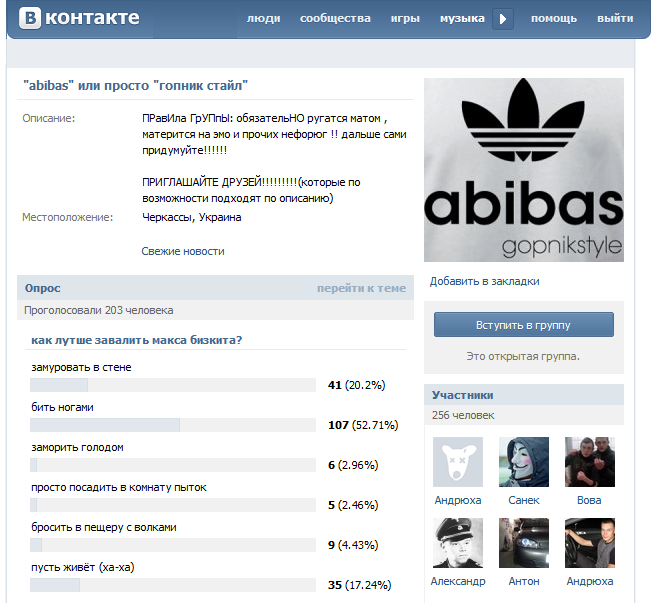 В контакте
люди сообщества игры музыка помощь выйти
"abibas" или просто "гопник стайл"
Описание: ПРавИла ГрУПпЫ: обязательНО ругатся матом ,
матерится на эмо и прочих нефорюг !! дальше сами
придумуйте!!!!!!
ПРИГЛАШАЙТЕ ДРУЗЕЙ!!!!!!!!!(которые по
возможности подходят по описанию)
Местоположение: Черкассы, Украина
Свежие новости
Опрос перейти к теме
Проголосовали 203 человека
как лутше завалить макса бизкита?
замуровать в стене
41 (20.2%)
бить ногами
107 (52.71%)
заморить голодом
6 (2.96%)
просто посадить в комнату пыток
5 (2.46%)
бросить в пещеру с волками
9 (4.43%)
пусть живёт (ха-ха)
35 (17.24%)
abibas
gopnikstyle
Добавить в закладки
Вступить в группу
Это открытая группа.
Участники
256 человек
Андрюха Санек Вова
Александр Антон Андрюха